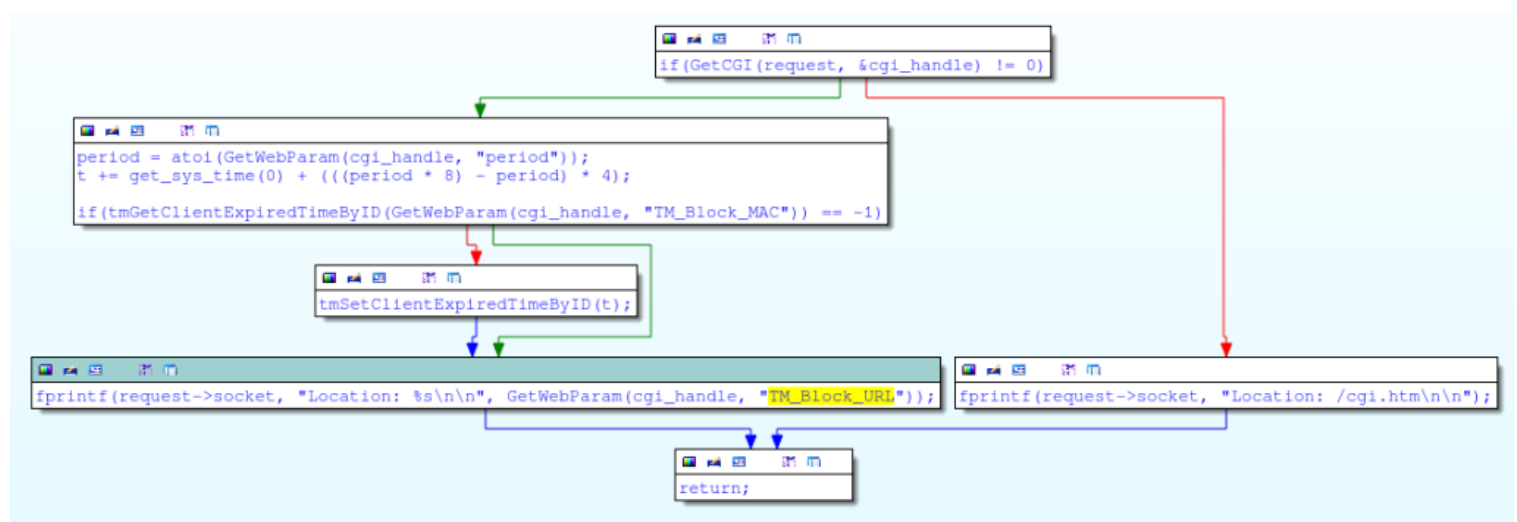 if(GetCGI(request, &cgi_handle) != 0)
period = atoi(GetWebParam(cgi_handle, "period"));
t += get_sys_time(0) + (((period * 8) - period) * 4);
if(tmGetClientExpiredTimeByID(GetWebParam(cgi_handle, "TM_Block_MAC")) == -1)
tmSetClientExpiredTimeByID(t);
fprintf(request->socket, "Location: %s\n\n", GetWebParam(cgi_handle, "TM_Block_URL"));
fprintf(request->socket, "Location: /cgi.htm\n\n");
return;